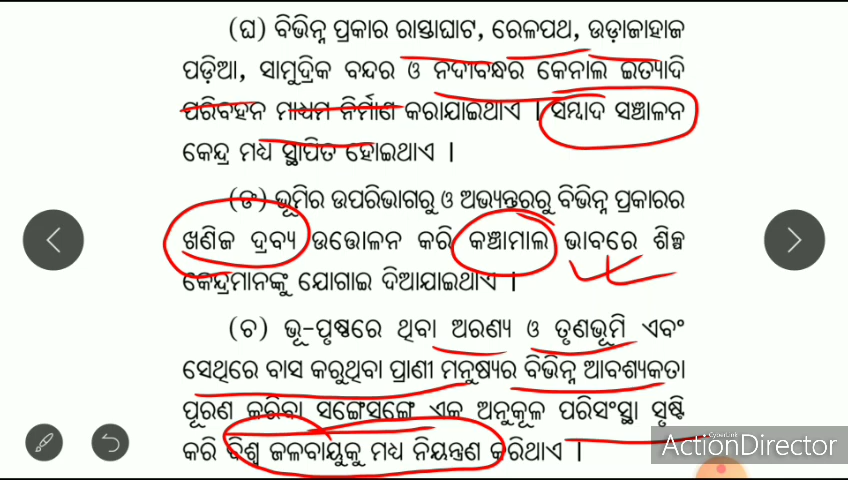 (ଘ) ବିଭିନ୍ନ ପ୍ରକାର ରାସ୍ତାଘାଟ, ରେଳପଥ, ଉଡ଼ାଜାହାଜ
ପଡ଼ିଆ, ସାମୁଦ୍ରିକ ବନ୍ଦର ଓ ନଦୀବନ୍ଧର କେନାଲ ଇତ୍ୟାଦି
ପରିବହନ ମାଧ୍ୟମ ନିର୍ମାଣ କରାଯାଇଥାଏ । ସମ୍ବାଦ ସଞ୍ଚାଳନ
କେନ୍ଦ୍ର ମଧ୍ୟ ସ୍ଥାପିତ ହୋଇଥାଏ ।
(ଙ) ଭୂମିର ଉପରିଭାଗରୁ ଓ ଅଭ୍ୟନ୍ତରରୁ ବିଭିନ୍ନ ପ୍ରକାରର
ଖଣିଜ ଦ୍ରବ୍ୟ ଉତ୍ତୋଳନ କରି କଞ୍ଚାମାଲ ଭାବରେ ଶିଳ୍ପ
କେନ୍ଦ୍ରମାନଙ୍କୁ ଯୋଗାଇ ଦିଆଯାଇଥାଏ ।
(ଚ) ଭୂ-ପୃଷ୍ଠରେ ଥିବା ଅରଣ୍ୟ ଓ ତୃଣଭୂମି ଏବଂ
ସେଥିରେ ବାସ କରୁଥିବା ପ୍ରାଣୀ ମନୁଷ୍ୟର ବିଭିନ୍ନ ଆବଶ୍ୟକତା
ପୂରଣ କରିବା ସଙ୍ଗେସଙ୍ଗେ ଏକ ଅନୁକୂଳ ପରିସଂସ୍ଥା ସୃଷ୍ଟି
କରି ବିଶ୍ୱ ଜଳବାୟୁକୁ ମଧ୍ୟ ନିୟନ୍ତ୍ରଣ କରିଥାଏ ।
CyberLink
ActionDirector